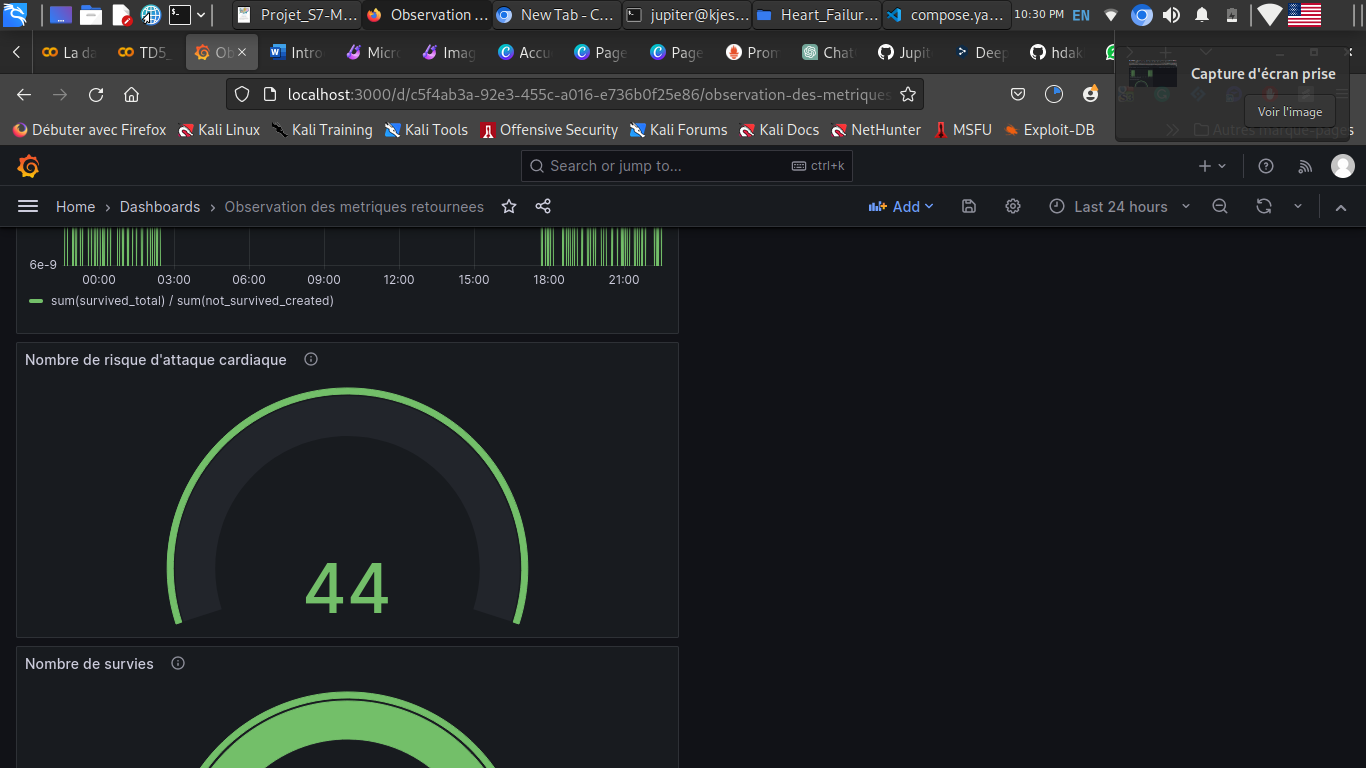 Projet_S7-M...
Observation ...
New Tab - C...
jupiter@kjes...
Heart_Failur...
compose.ya...
10:30 PM
EN
La da
TD5_
Ob
Intro
Micro
Imag
Accu
Page
Page
Prom
Chat
Jupit
Deep
hdak
Capture d'écran prise
Voir l'image
localhost:3000/d/c5f4ab3a-92e3-455c-a016-e736b0f25e86/observation-des-metriques
Débuter avec Firefox
Kali Linux
Kali Training
Kali Tools
Offensive Security
Kali Forums
Kali Docs
NetHunter
MSFU
Exploit-DB
Autres marque-pages
Search or jump to...
ctrl+k
Home
Dashboards
Observation des metriques retournees
Add
Last 24 hours
6e-9
00:00
03:00
06:00
09:00
12:00
15:00
18:00
21:00
sum(survived_total) / sum(not_survived_created)
Nombre de risque d'attaque cardiaque
44
Nombre de survies